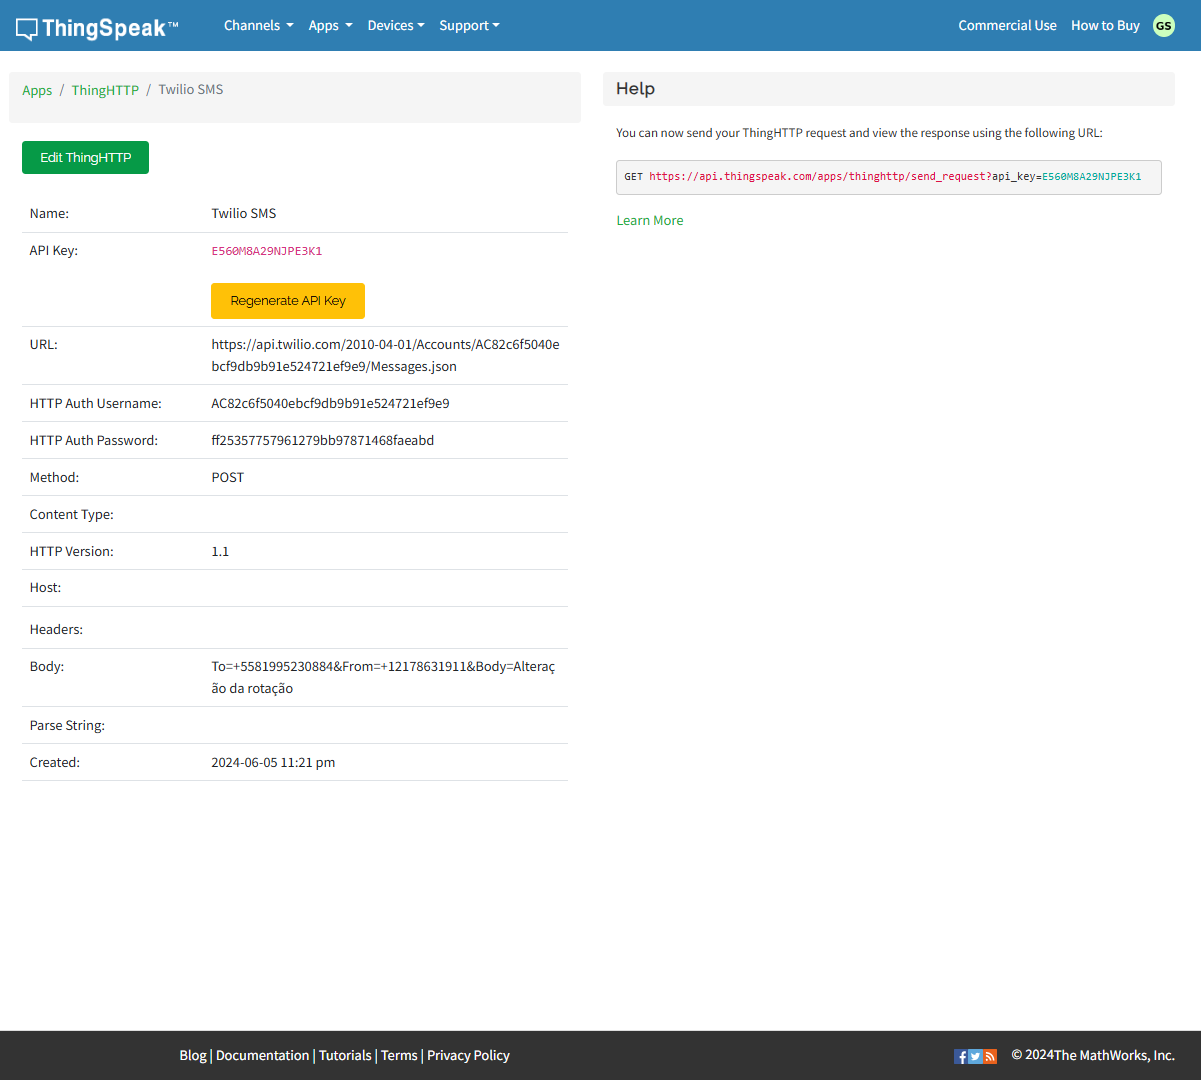 ThingSpeak™ Channels Apps Devices Support Commercial Use How to Buy GS
Apps / ThingHTTP / Twilio SMS
Edit ThingHTTP
Name: Twilio SMS
API Key: E560M8A29NJPE3K1
Regenerate API Key
URL: https://api.twilio.com/2010-04-01/Accounts/AC82c6f5040e
bcf9db9b91e524721ef9e9/Messages.json
HTTP Auth Username: AC82c6f5040ebcf9db9b91e524721ef9e9
HTTP Auth Password: ff25357757961279bb97871468faeabd
Method: POST
Content Type:
HTTP Version: 1.1
Host:
Headers:
Body: To=+5581995230884&From=+12178631911&Body=Alteraç
ão da rotação
Parse String:
Created: 2024-06-05 11:21 pm
Help
You can now send your ThingHTTP request and view the response using the following URL:
GET https://api.thingspeak.com/apps/thinghttp/send_request?api_key=E560M8A29NJPE3K1
Learn More
Blog | Documentation | Tutorials | Terms | Privacy Policy © 2024The MathWorks, Inc.